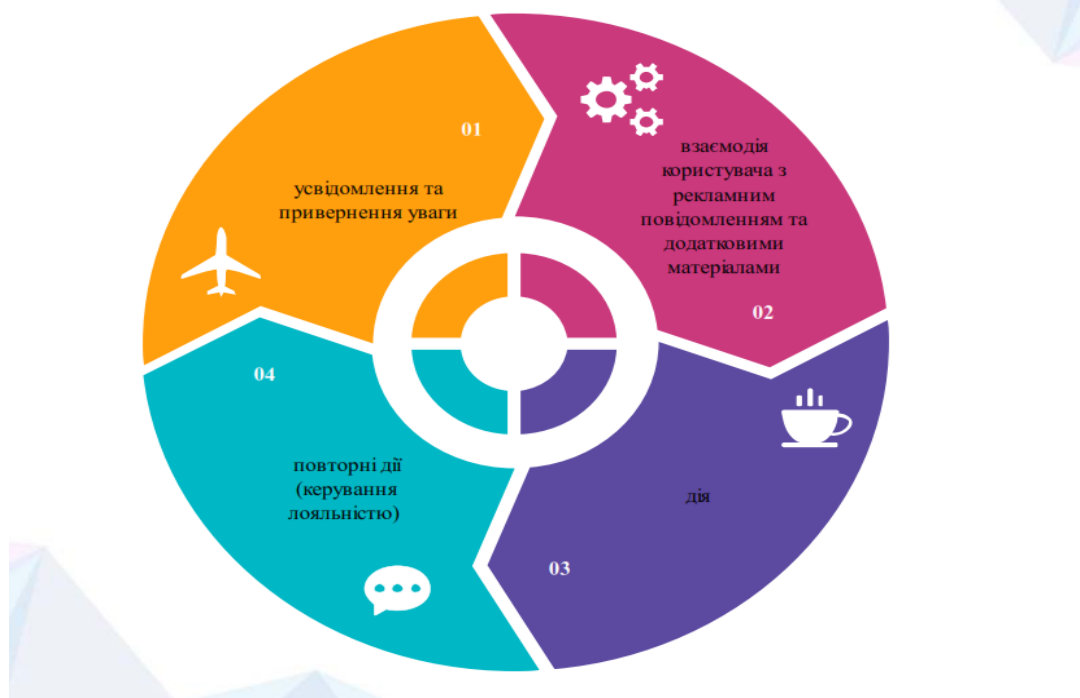 01
усвідомлення та
привернення уваги
взаємодія
користувача з
рекламним
повідомленням та
додатковими
матеріалами
02
дія
03
04
повторні дії
(керування
лояльністю)